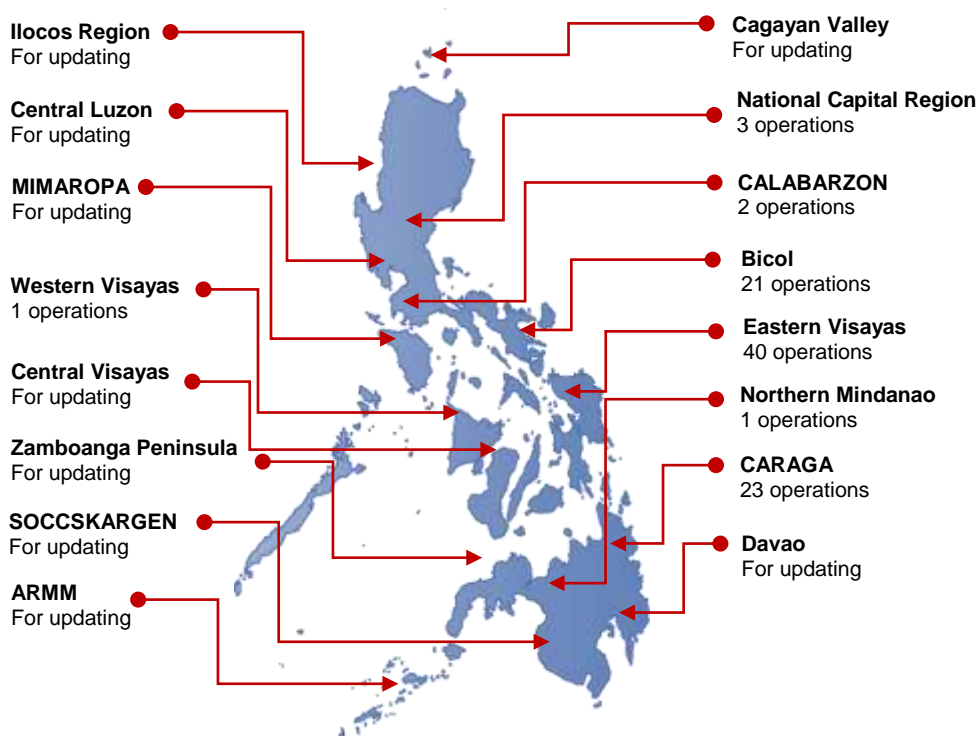 Ilocos Region
For updating
Central Luzon
For updating
MIMAROPA
For updating
Western Visayas
1 operations
Central Visayas
For updating
Zamboanga Peninsula
For updating
SOCCSKARGEN
For updating
ARMM
For updating
Cagayan Valley
For updating
National Capital Region
3 operations
CALABARZON
2 operations
Bicol
21 operations
Eastern Visayas
40 operations
Northern Mindanao
1 operations
CARAGA
23 operations
Davao
For updating